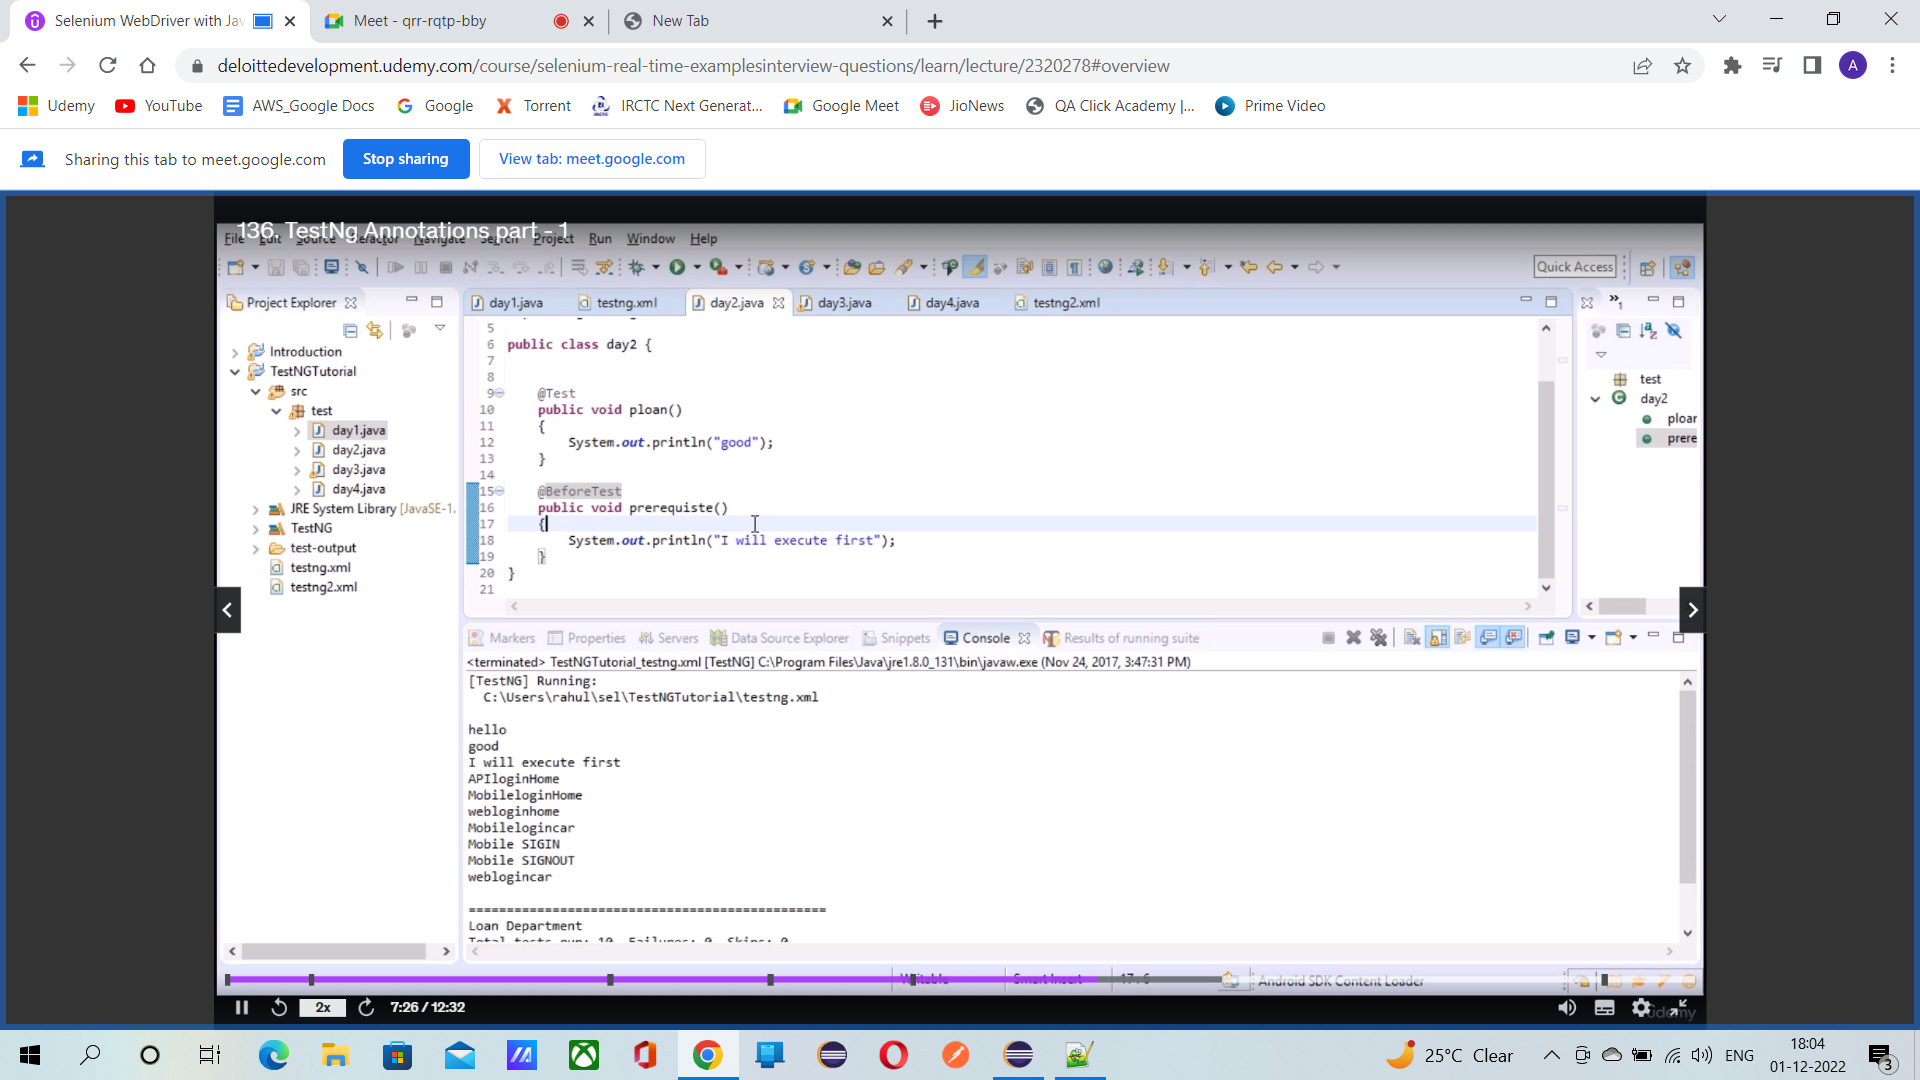 Selenium WebDriver with Jav
Meet - qrr-rqtp-bby
New Tab
deloittedevelopment.udemy.com/course/selenium-real-time-examplesinterview-questions/learn/lecture/2320278#overview
A
Udemy
YouTube
AWS_Google Docs
Google
Torrent
IRCTC Next Generat...
Google Meet
JioNews
QA Click Academy |...
Prime Video
Sharing this tab to meet.google.com
Stop sharing
View tab: meet.google.com
136. TestNg Annotations part - 1
File Edit Source Refactor Navigate Search Project Run Window Help
Quick Access
Project Explorer
day1.java
testng.xml
day2.java
day3.java
day4.java
testng2.xml
Introduction
TestNGTutorial
src
test
day1.java
day2.java
day3.java
day4.java
JRE System Library [JavaSE-1.
TestNG
test-output
testng.xml
testng2.xml
5
6 public class day2 {
7
8
9 @Test
10 public void ploan()
11 {
12 System.out.println("good");
13 }
14
15 @BeforeTest
16 public void prerequiste()
17 {
18 System.out.println("I will execute first");
19 }
20 }
21
test
day2
ploar
prere
Markers
Properties
Servers
Data Source Explorer
Snippets
Console
Results of running suite
<terminated> TestNGTutorial_testng.xml [TestNG] C:\Program Files\Java\jre1.8.0_131\bin\javaw.exe (Nov 24, 2017, 3:47:31 PM)
[TestNG] Running:
C:\Users\rahul\sel\TestNGTutorial\testng.xml
hello
good
I will execute first
APIloginHome
MobileloginHome
webloginhome
Mobilelogincar
Mobile SIGIN
Mobile SIGNOUT
weblogincar
===============================================
Loan Department
Total tests run: 10, Failures: 0, Skips: 0
Writable
Smart Insert
17 : 6
Android SDK Content Loader
2x
7:26 / 12:32
udemy
25°C Clear
ENG
18:04
01-12-2022
3